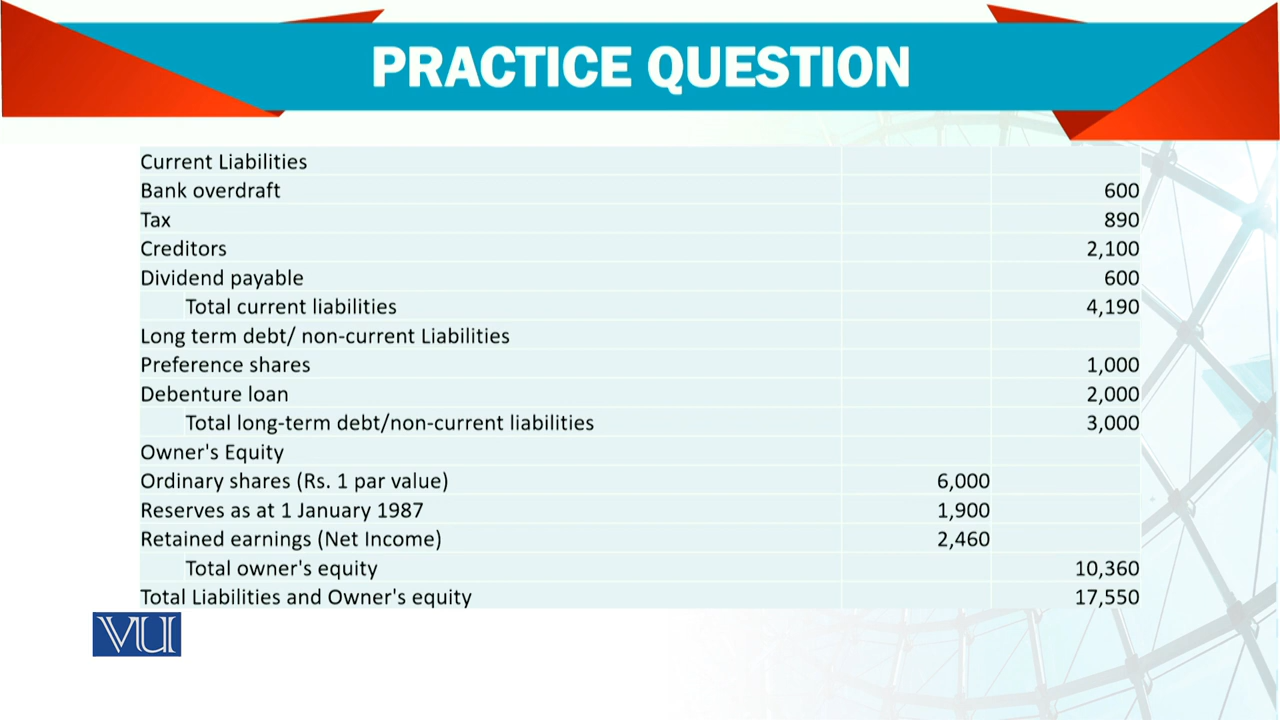 PRACTICE QUESTION
Current Liabilities
Bank overdraft 600
Tax 890
Creditors 2,100
Dividend payable 600
Total current liabilities 4,190
Long term debt/ non-current Liabilities
Preference shares 1,000
Debenture loan 2,000
Total long-term debt/non-current liabilities 3,000
Owner's Equity
Ordinary shares (Rs. 1 par value) 6,000
Reserves as at 1 January 1987 1,900
Retained earnings (Net Income) 2,460
Total owner's equity 10,360
Total Liabilities and Owner's equity 17,550
VU